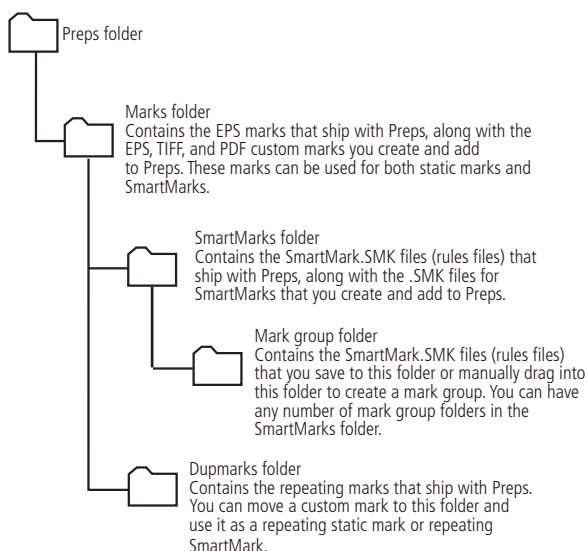 Preps folder
Marks folder
Contains the EPS marks that ship with Preps, along with the
EPS, TIFF, and PDF custom marks you create and add
to Preps. These marks can be used for both static marks and
SmartMarks.
SmartMarks folder
Contains the SmartMark.SMK files (rules files) that
ship with Preps, along with the .SMK files for
SmartMarks that you create and add to Preps.
Mark group folder
Contains the SmartMark.SMK files (rules files)
that you save to this folder or manually drag into
this folder to create a mark group. You can have
any number of mark group folders in the
SmartMarks folder.
Dupmarks folder
Contains the repeating marks that ship with Preps.
You can move a custom mark to this folder and
use it as a repeating static mark or repeating
SmartMark.